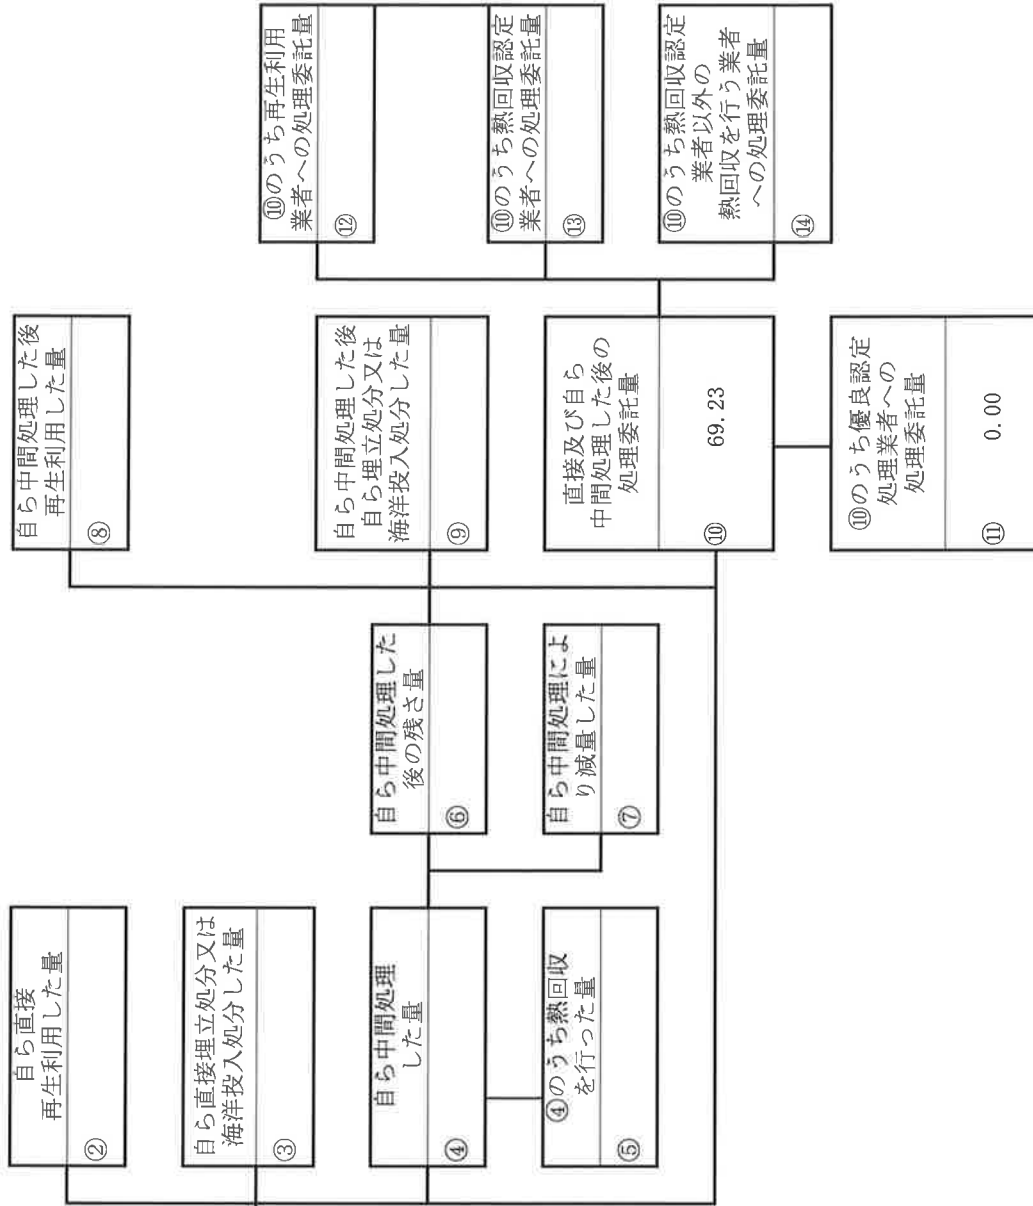 自ら直接
再生利用した量
②
自ら直接埋立処分又は
海洋投入処分した量
③
自ら中間処理
した量
④
④のうち熱回収
を行った量
⑤
自ら中間処理した
後の残さ量
⑥
自ら中間処理によ
り減量した量
⑦
自ら中間処理した後
再生利用した量
⑧
自ら中間処理した後
自ら埋立処分又は
海洋投入処分した量
⑨
直接及び自ら
中間処理した後の
処理委託量
⑩
69.23
⑩のうち優良認定
処理業者への
処理委託量
⑪
0.00
⑩のうち再生利用
業者への処理委託量
⑫
⑩のうち熱回収認定
業者への処理委託量
⑬
⑩のうち熱回収認定
業者以外の
熱回収を行う業者
への処理委託量
⑭